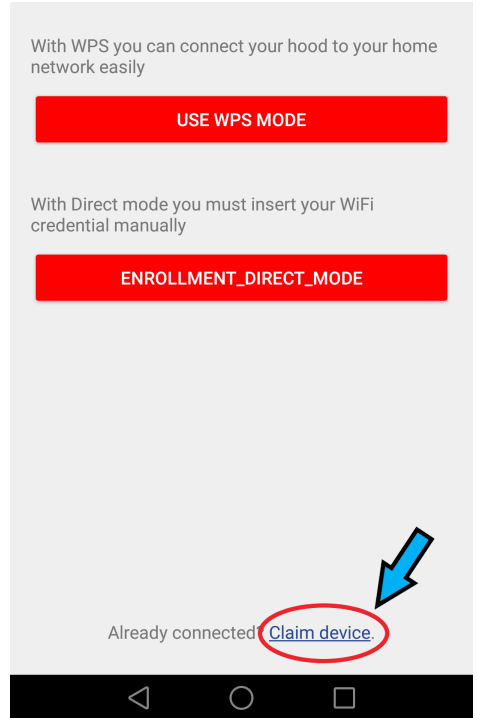 With WPS you can connect your hood to your home
network easily
USE WPS MODE
With Direct mode you must insert your WiFi
credential manually
ENROLLMENT_DIRECT_MODE
Already connected? Claim device.